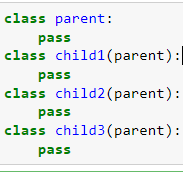 class parent:
    pass
class child1(parent):
    pass
class child2(parent):
    pass
class child3(parent):
    pass